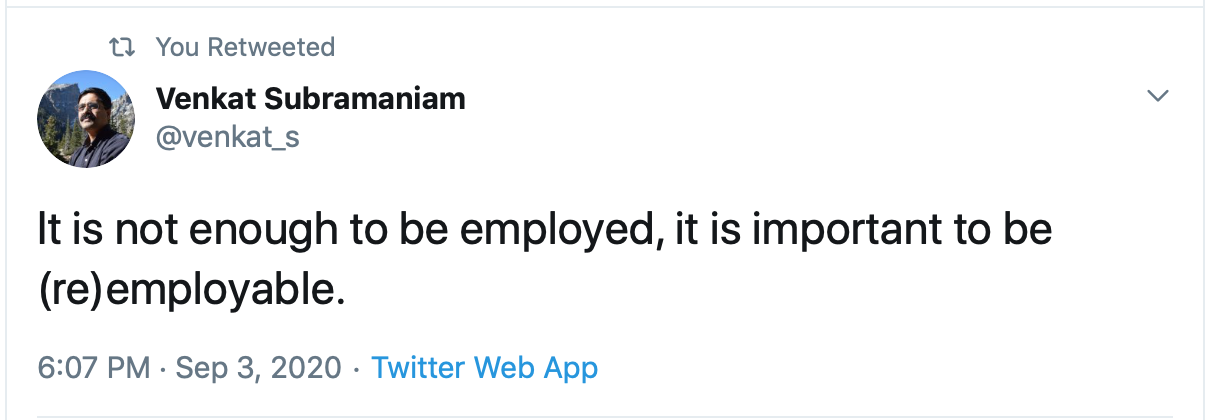 You Retweeted
Venkat Subramaniam
@venkat_s
It is not enough to be employed, it is important to be
(re)employable.
6:07 PM · Sep 3, 2020 · Twitter Web App